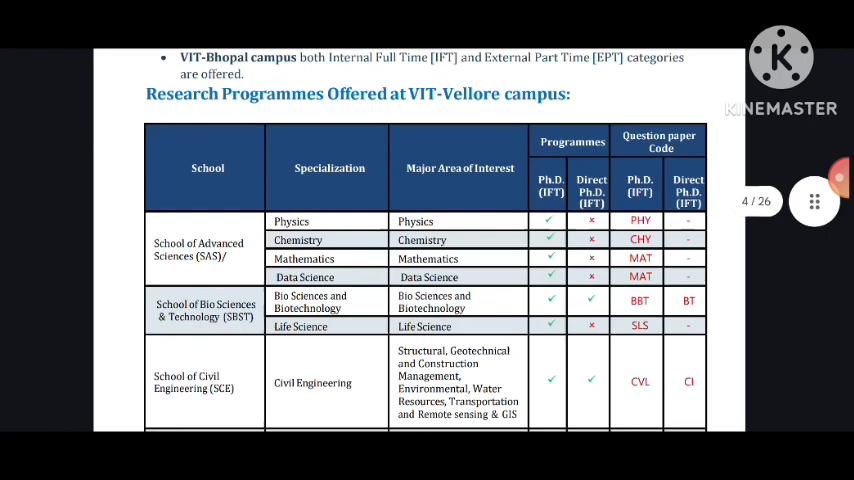 • VIT-Bhopal campus both Internal Full Time [IFT] and External Part Time [EPT] categories
are offered.
Research Programmes Offered at VIT-Vellore campus:
KINEMASTER
4 / 26
School Specialization Major Area of Interest Programmes Question paper Code
Ph.D. (IFT) Direct Ph.D. (IFT) Ph.D. (IFT) Direct Ph.D. (IFT)
School of Advanced
Sciences (SAS)/
Physics Physics ✓ × PHY -
Chemistry Chemistry ✓ × CHY -
Mathematics Mathematics ✓ × MAT -
Data Science Data Science ✓ × MAT -
School of Bio Sciences
& Technology (SBST)
Bio Sciences and
Biotechnology
Bio Sciences and
Biotechnology
✓ ✓ BBT BT
Life Science Life Science ✓ × SLS -
School of Civil
Engineering (SCE)
Civil Engineering
Structural, Geotechnical
and Construction
Management,
Environmental, Water
Resources, Transportation
and Remote sensing & GIS
✓ ✓ CVL CI